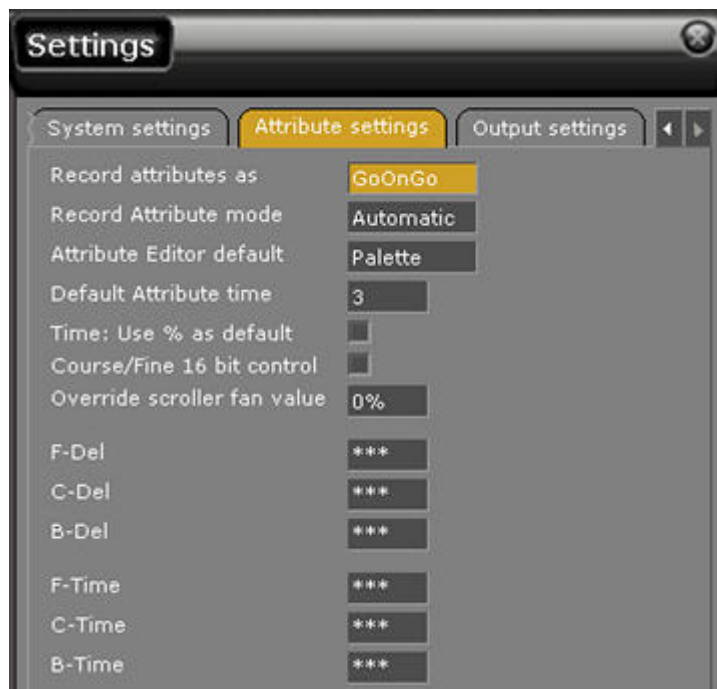 Settings
System settings Attribute settings Output settings
Record attributes as GoOnGo
Record Attribute mode Automatic
Attribute Editor default Palette
Default Attribute time 3
Time: Use % as default
Course/Fine 16 bit control
Override scroller fan value 0%
F-Del ***
C-Del ***
B-Del ***
F-Time ***
C-Time ***
B-Time ***